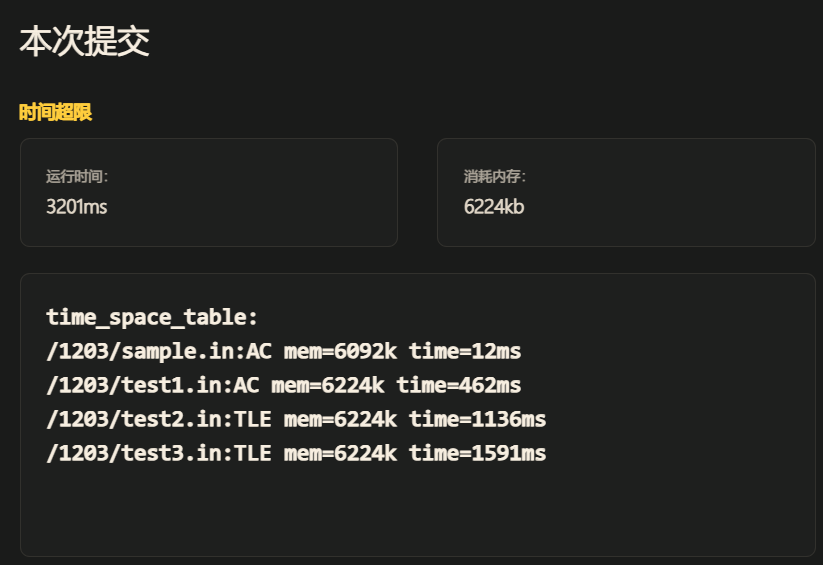 本次提交
时间超限
运行时间:
3201ms
消耗内存:
6224kb
time_space_table:
/1203/sample.in:AC mem=6092k time=12ms
/1203/test1.in:AC mem=6224k time=462ms
/1203/test2.in:TLE mem=6224k time=1136ms
/1203/test3.in:TLE mem=6224k time=1591ms